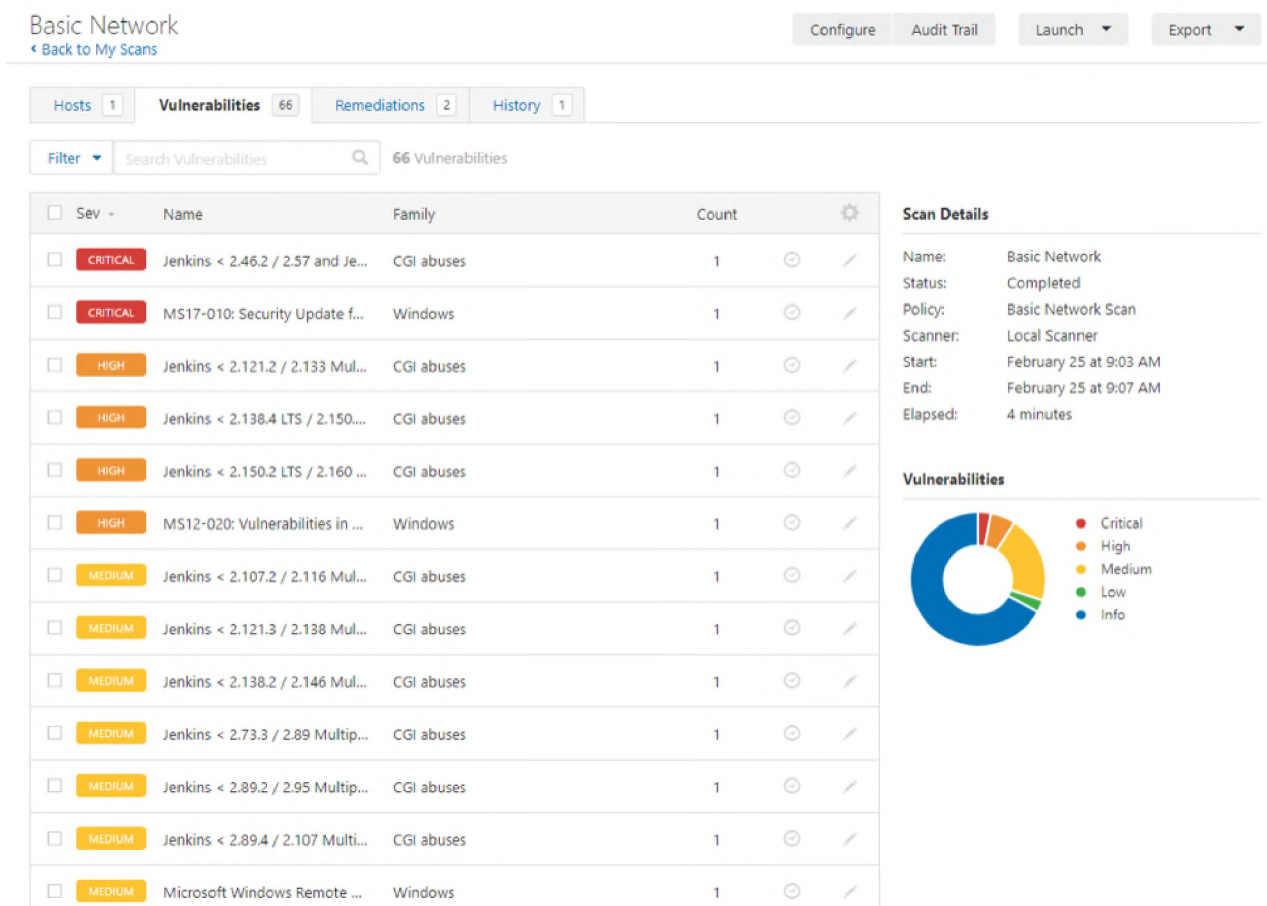 Basic Network
Back to My Scans
Configure
Audit Trail
Launch
Export
Hosts 1
Vulnerabilities 66
Remediations 2
History 1
Filter
Search Vulnerabilities
66 Vulnerabilities
Sev Name Family Count
CRITICAL Jenkins < 2.46.2 / 2.57 and Je... CGI abuses 1
CRITICAL MS17-010: Security Update f... Windows 1
HIGH Jenkins < 2.121.2 / 2.133 Mul... CGI abuses 1
HIGH Jenkins < 2.138.4 LTS / 2.150.... CGI abuses 1
HIGH Jenkins < 2.150.2 LTS / 2.160 ... CGI abuses 1
HIGH MS12-020: Vulnerabilities in ... Windows 1
MEDIUM Jenkins < 2.107.2 / 2.116 Mul... CGI abuses 1
MEDIUM Jenkins < 2.121.3 / 2.138 Mul... CGI abuses 1
MEDIUM Jenkins < 2.138.2 / 2.146 Mul... CGI abuses 1
MEDIUM Jenkins < 2.73.3 / 2.89 Multip... CGI abuses 1
MEDIUM Jenkins < 2.89.2 / 2.95 Multip... CGI abuses 1
MEDIUM Jenkins < 2.89.4 / 2.107 Multi... CGI abuses 1
MEDIUM Microsoft Windows Remote ... Windows 1
Scan Details
Name: Basic Network
Status: Completed
Policy: Basic Network Scan
Scanner: Local Scanner
Start: February 25 at 9:03 AM
End: February 25 at 9:07 AM
Elapsed: 4 minutes
Vulnerabilities
Critical
High
Medium
Low
Info